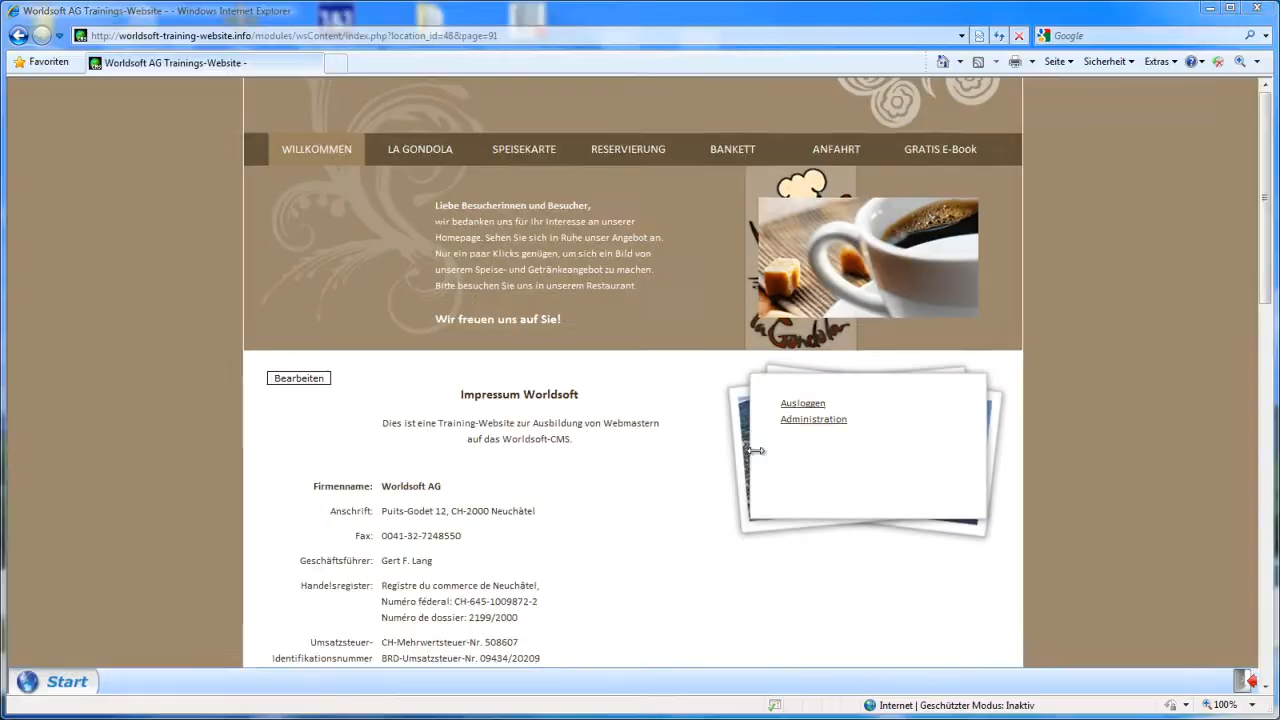 Worldsoft AG Trainings-Website - - Windows Internet Explorer
http://worldsoft-training-website.info/modules/wsContent/index.php?location_id=48&page=91
Google
Favoriten
Worldsoft AG Trainings-Website -
Seite
Sicherheit
Extras
WILLKOMMEN
LA GONDOLA
SPEISEKARTE
RESERVIERUNG
BANKETT
ANFAHRT
GRATIS E-Book
Liebe Besucherinnen und Besucher,
wir bedanken uns für Ihr Interesse an unserer
Homepage. Sehen Sie sich in Ruhe unser Angebot an.
Nur ein paar Klicks genügen, um sich ein Bild von
unserem Speise- und Getränkeangebot zu machen.
Bitte besuchen Sie uns in unserem Restaurant
Wir freuen uns auf Sie!
la Gondola
Bearbeiten
Impressum Worldsoft
Dies ist eine Training-Website zur Ausbildung von Webmastern
auf das Worldsoft-CMS.
Ausloggen
Administration
Firmenname: Worldsoft AG
Anschrift: Puits-Godet 12, CH-2000 Neuchàtel
Fax: 0041-32-7248550
Geschäftsführer: Gert F. Lang
Handelsregister: Registre du commerce de Neuchâtel,
Numéro féderal: CH-645-1009872-2
Numéro de dossier: 2199/2000
Umsatzsteuer- CH-Mehrwertsteuer-Nr. 508607
Identifikationsnummer BRD-Umsatzsteuer-Nr. 09434/20209
Start
Internet | Geschützter Modus: Inaktiv
100%